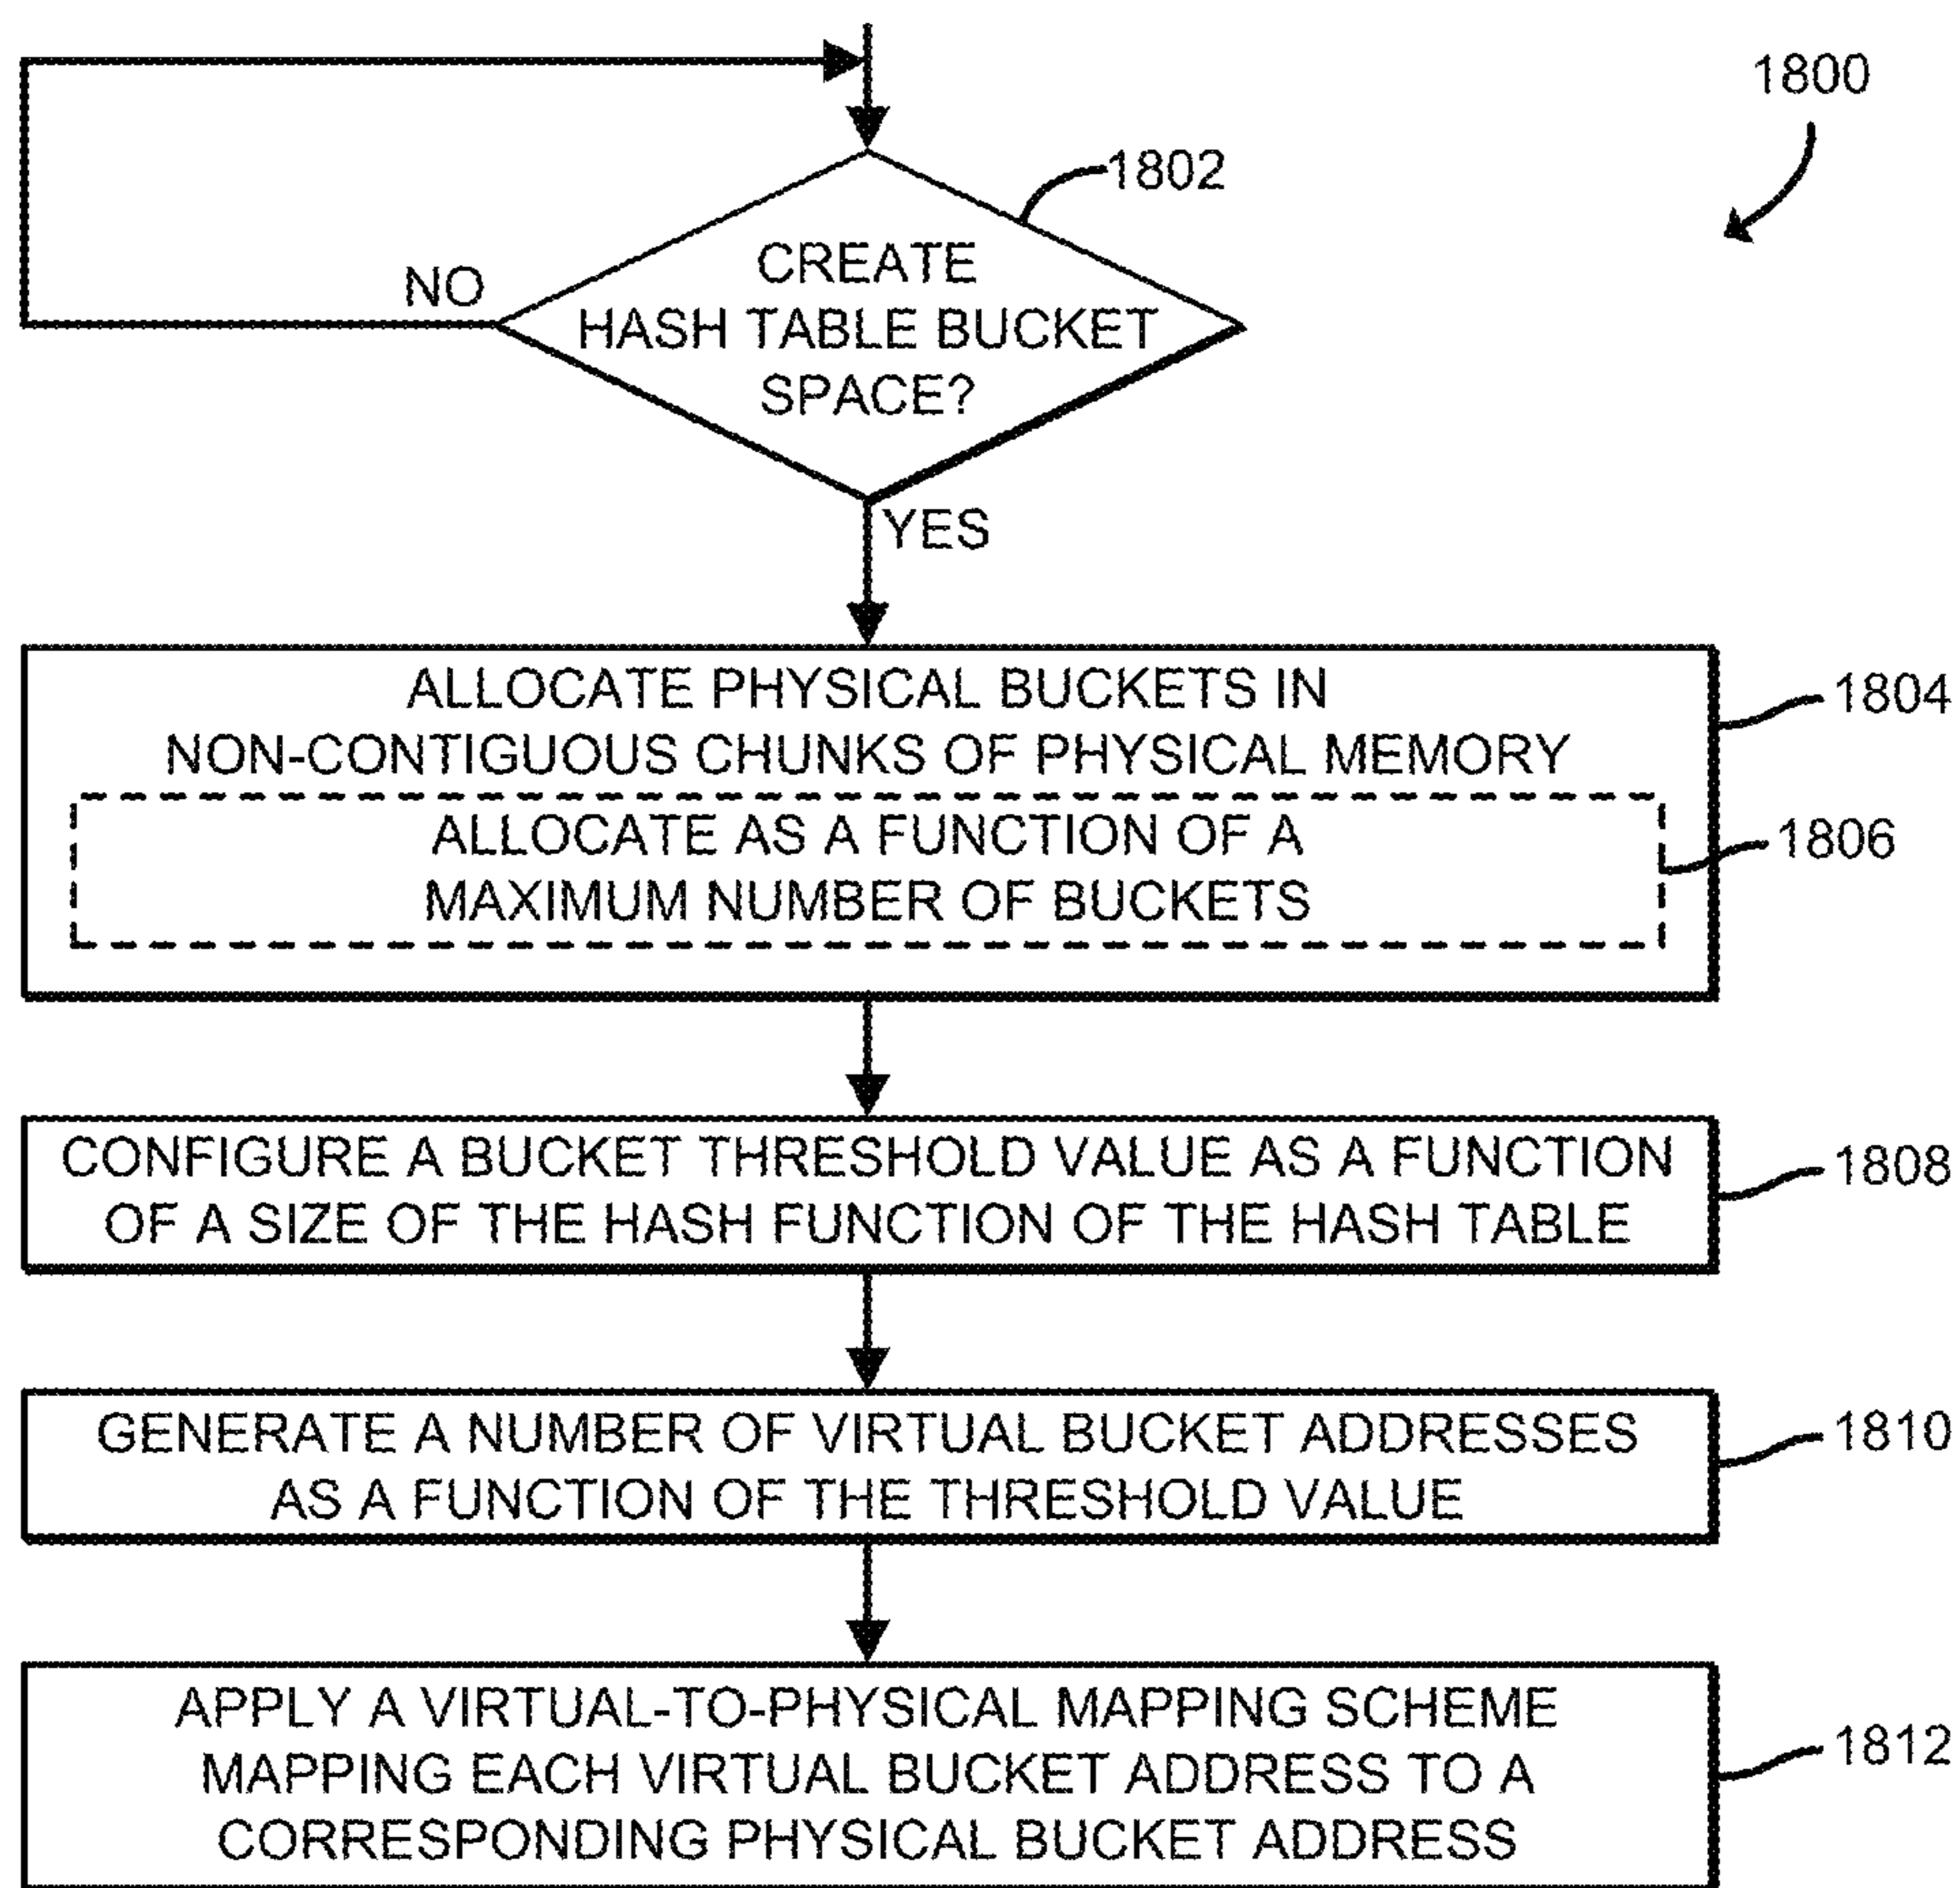 1800
1802
CREATE
HASH TABLE BUCKET
SPACE?
NO
YES
ALLOCATE PHYSICAL BUCKETS IN
NON-CONTIGUOUS CHUNKS OF PHYSICAL MEMORY
1804
ALLOCATE AS A FUNCTION OF A
MAXIMUM NUMBER OF BUCKETS
1806
CONFIGURE A BUCKET THRESHOLD VALUE AS A FUNCTION
OF A SIZE OF THE HASH FUNCTION OF THE HASH TABLE
1808
GENERATE A NUMBER OF VIRTUAL BUCKET ADDRESSES
AS A FUNCTION OF THE THRESHOLD VALUE
1810
APPLY A VIRTUAL-TO-PHYSICAL MAPPING SCHEME
MAPPING EACH VIRTUAL BUCKET ADDRESS TO A
CORRESPONDING PHYSICAL BUCKET ADDRESS
1812